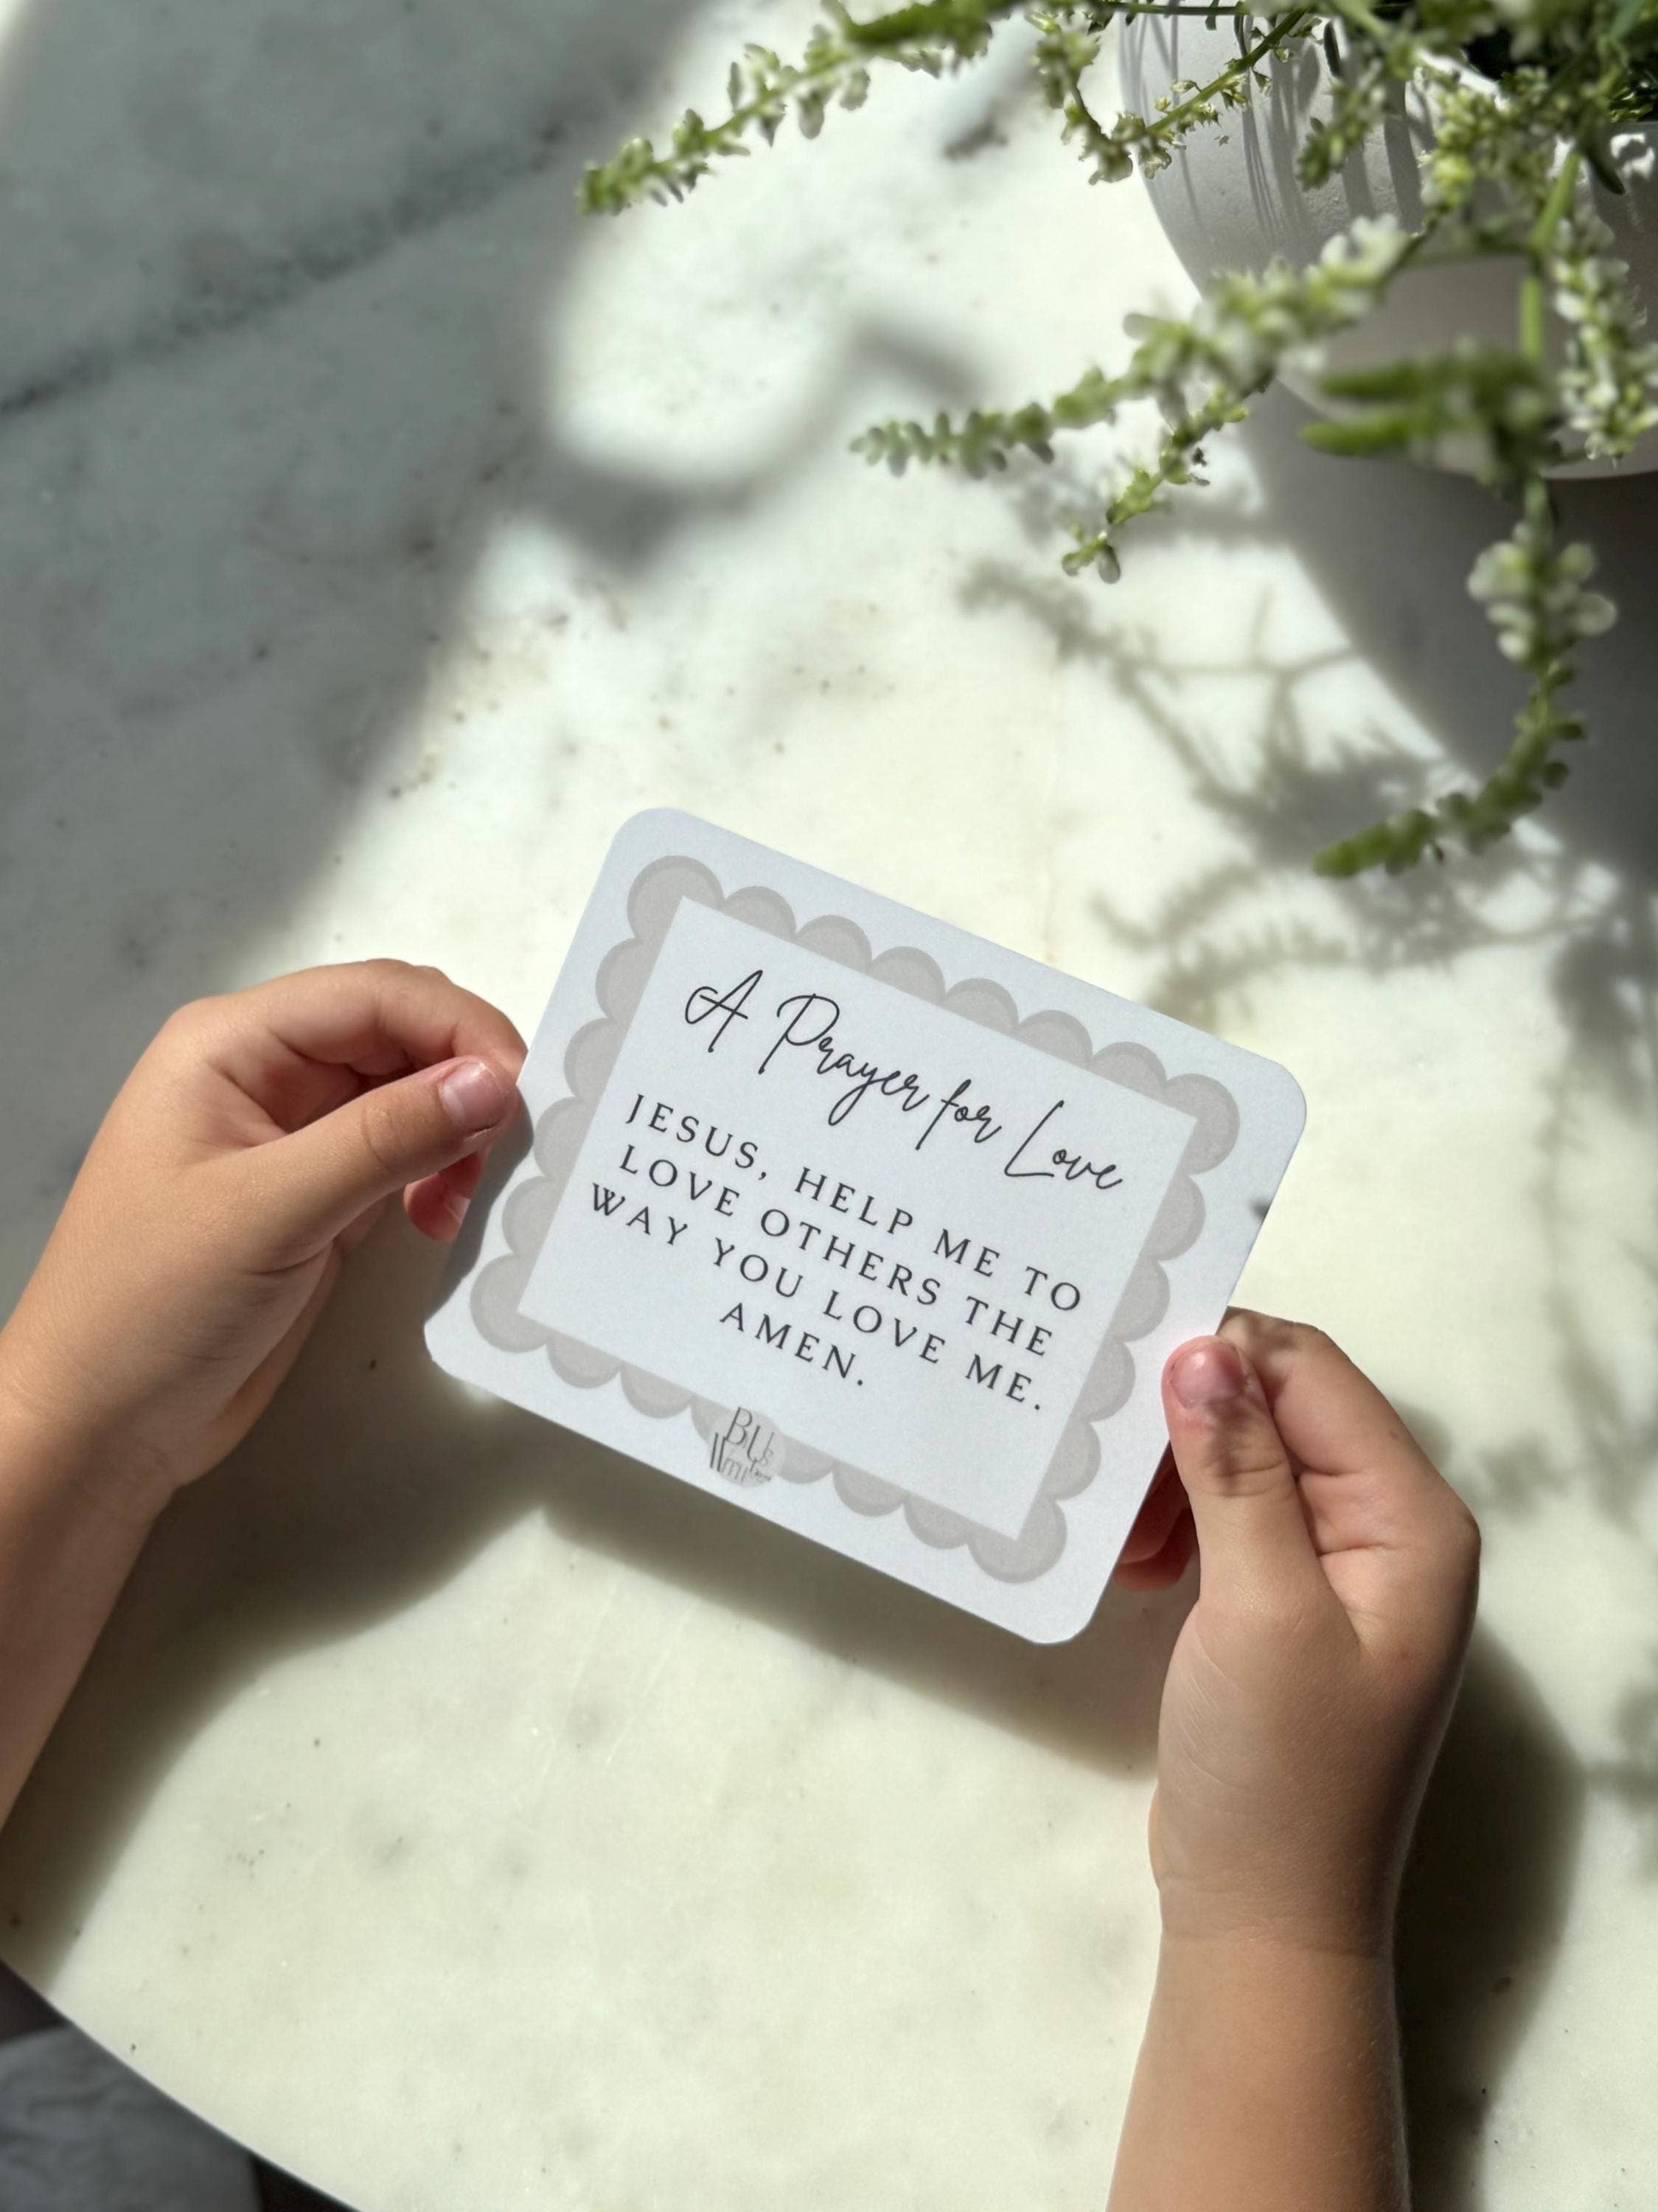 A Prayer for Love
JESUS, HELP ME TO
LOVE OTHERS THE
WAY YOU LOVE ME.
AMEN.